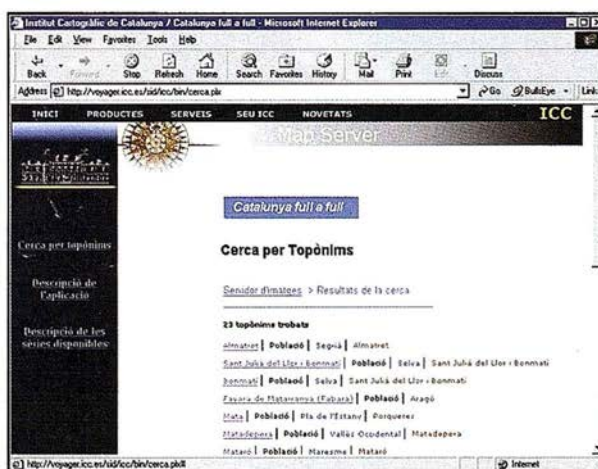 Institut Cartogràfic de Catalunya / Catalunya full a full - Microsoft Internet Explorer
File Edit View Favorites Tools Help
Back Forward Stop Refresh Home Search Favorites History Mail Print Edit Discuss
Address http://voyager.icc.es/sid/icc/bin/cerca.plx Go BullsEye Link
INICI PRODUCTES SERVEIS SEU ICC NOVETATS ICC
Map Server
Catalunya full a full
Cerca per Topònims
Cerca per topònims
Descripció de
l'aplicació
Descripció de les
sèries disponibles
Servidor d'imatges > Resultats de la cerca
23 topònims trobats
Almatret | Població | Segrià | Almatret
Sant Julià del Llor i Bonmatí | Població | Selva | Sant Julià del Llor i Bonmatí
Bonmatí | Població | Selva | Sant Julià del Llor i Bonmatí
Favara de Matarranya (Fabara) | Població | Aragó
Mata | Població | Pla de l'Estany | Porqueres
Matadepera | Població | Vallès Occidental | Matadepera
Mataró | Població | Maresme | Mataró
http://voyager.icc.es/sid/icc/bin/cerca.plx# Internet